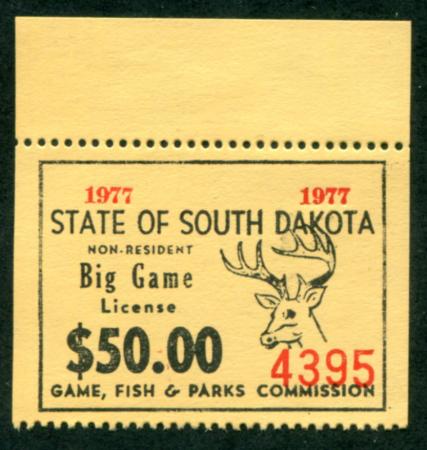 1977 1977
STATE OF SOUTH DAKOTA
NON-RESIDENT
Big Game
License
$50.00
4395
GAME, FISH & PARKS COMMISSION